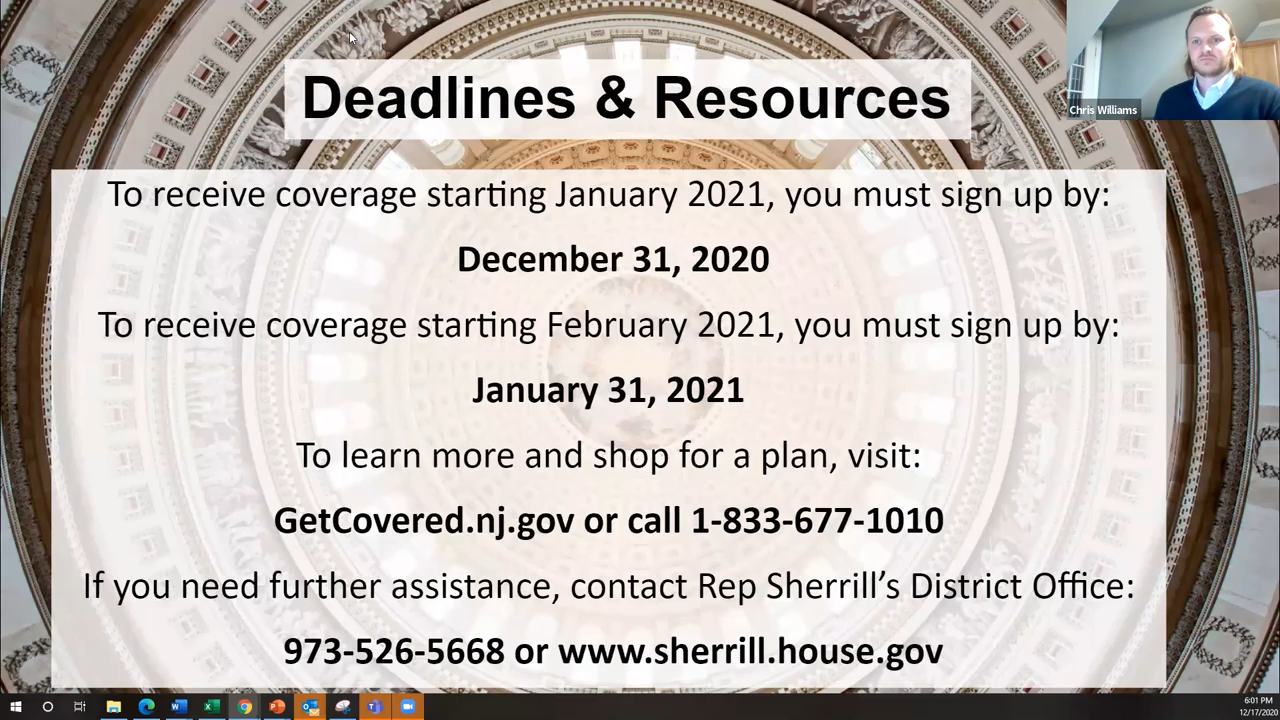 Deadlines & Resources
Chris Williams
To receive coverage starting January 2021, you must sign up by:
December 31, 2020
To receive coverage starting February 2021, you must sign up by:
January 31, 2021
To learn more and shop for a plan, visit:
GetCovered.nj.gov or call 1-833-677-1010
If you need further assistance, contact Rep Sherrill’s District Office:
973-526-5668 or www.sherrill.house.gov
6:01 PM
12/17/2020